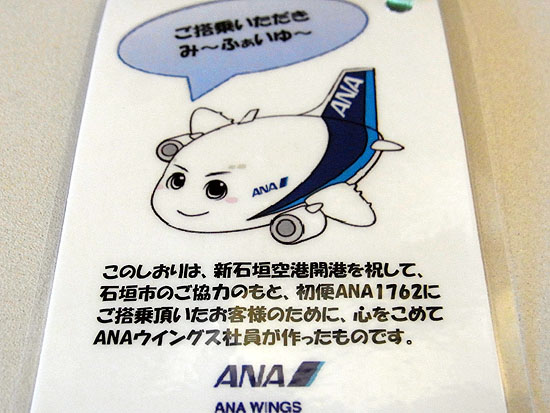 ご搭乗いただき
み～ふぁいゆ～
ANA
ANA
このしおりは、新石垣空港開港を祝して、
石垣市のご協力のもと、初便ANA1762に
ご搭乗頂いたお客様のために、心をこめて
ANAウイングス社員が作ったものです。
ANA
ANA WINGS